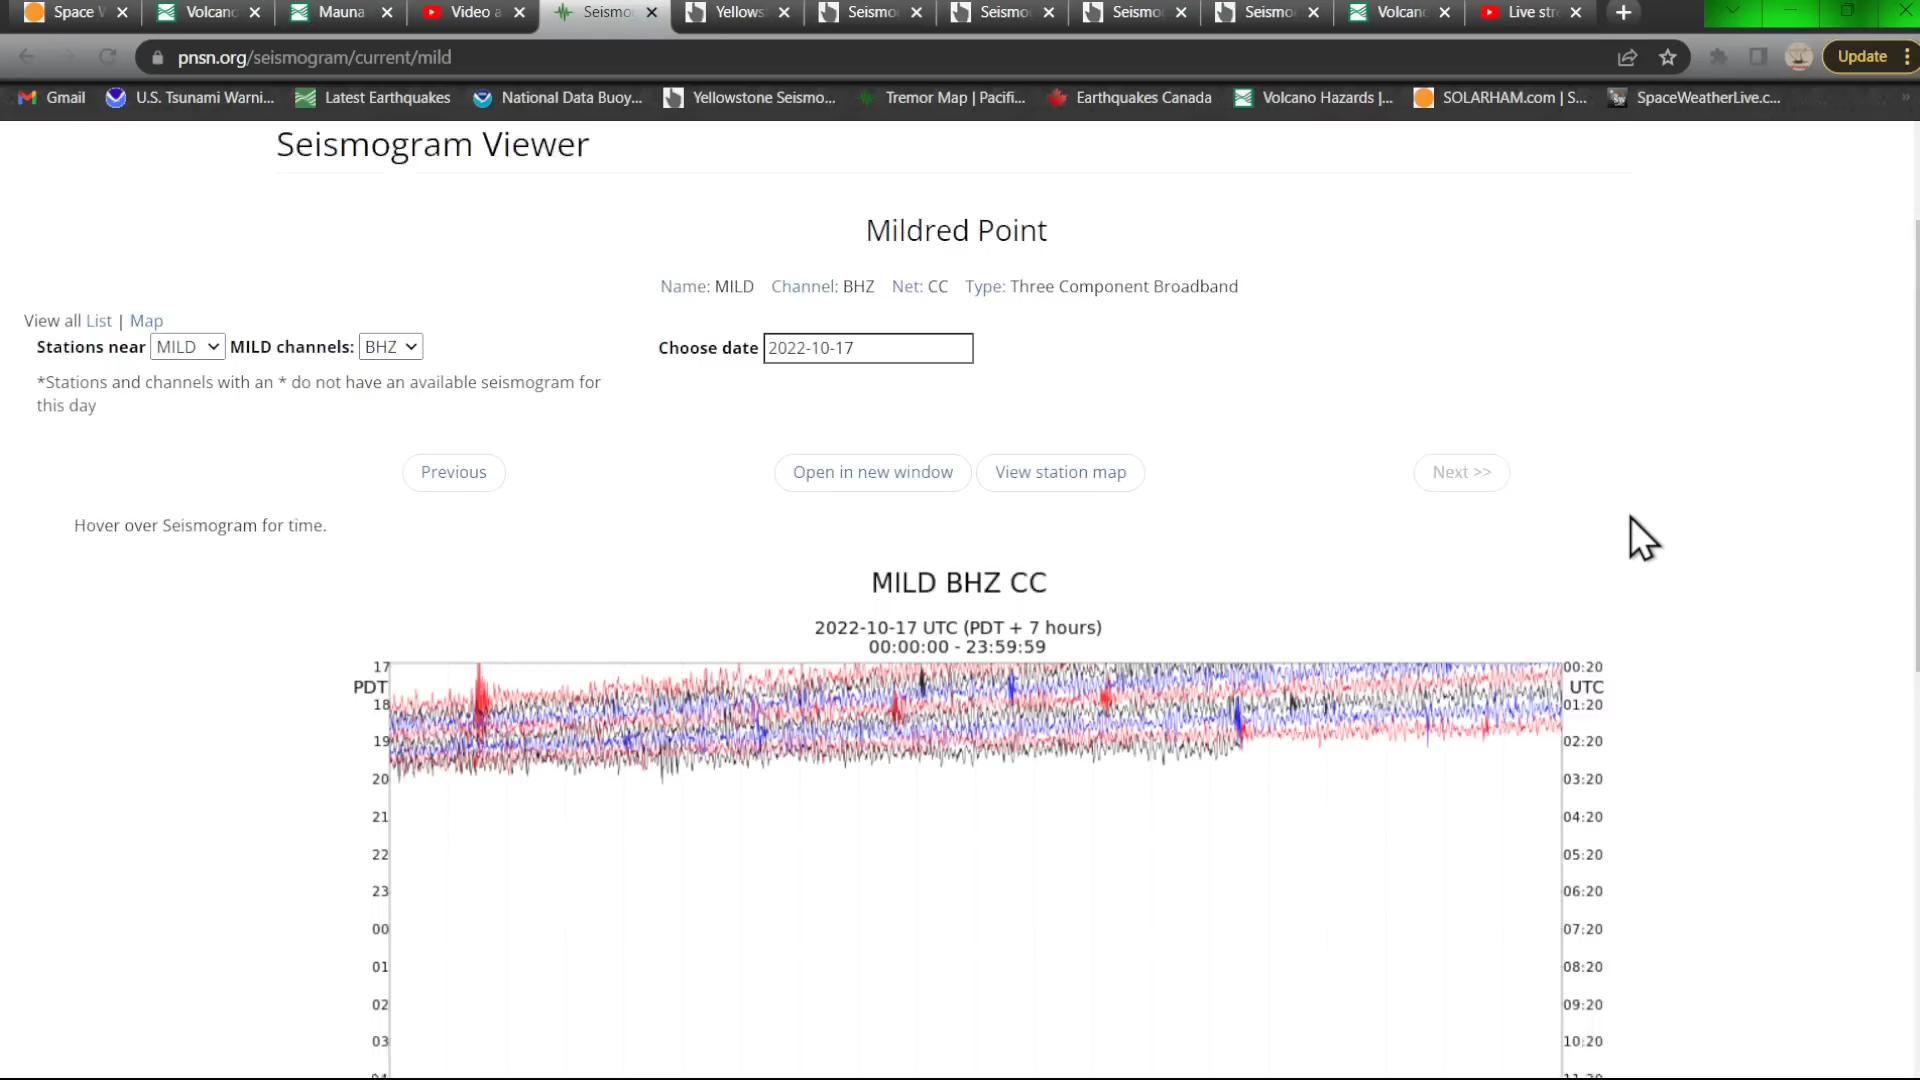 Space V
Volcano
Mauna
Video a
Seismo
Yellows
Seismo
Seismo
Seismo
Seismo
Volcano
Live stre
pnsn.org/seismogram/current/mild
Update
Gmail
U.S. Tsunami Warni...
Latest Earthquakes
National Data Buoy...
Yellowstone Seismo...
Tremor Map | Pacifi...
Earthquakes Canada
Volcano Hazards |...
SOLARHAM.com | S...
SpaceWeatherLive.c...
Seismogram Viewer
Mildred Point
Name: MILD Channel: BHZ Net: CC Type: Three Component Broadband
View all List | Map
Stations near MILD MILD channels: BHZ
Choose date 2022-10-17
*Stations and channels with an * do not have an available seismogram for
this day
Previous
Open in new window
View station map
Next >>
Hover over Seismogram for time.
MILD BHZ CC
2022-10-17 UTC (PDT + 7 hours)
00:00:00 - 23:59:59
17 00:20
PDT UTC
18 01:20
19 02:20
20 03:20
21 04:20
22 05:20
23 06:20
00 07:20
01 08:20
02 09:20
03 10:20
04 11:20